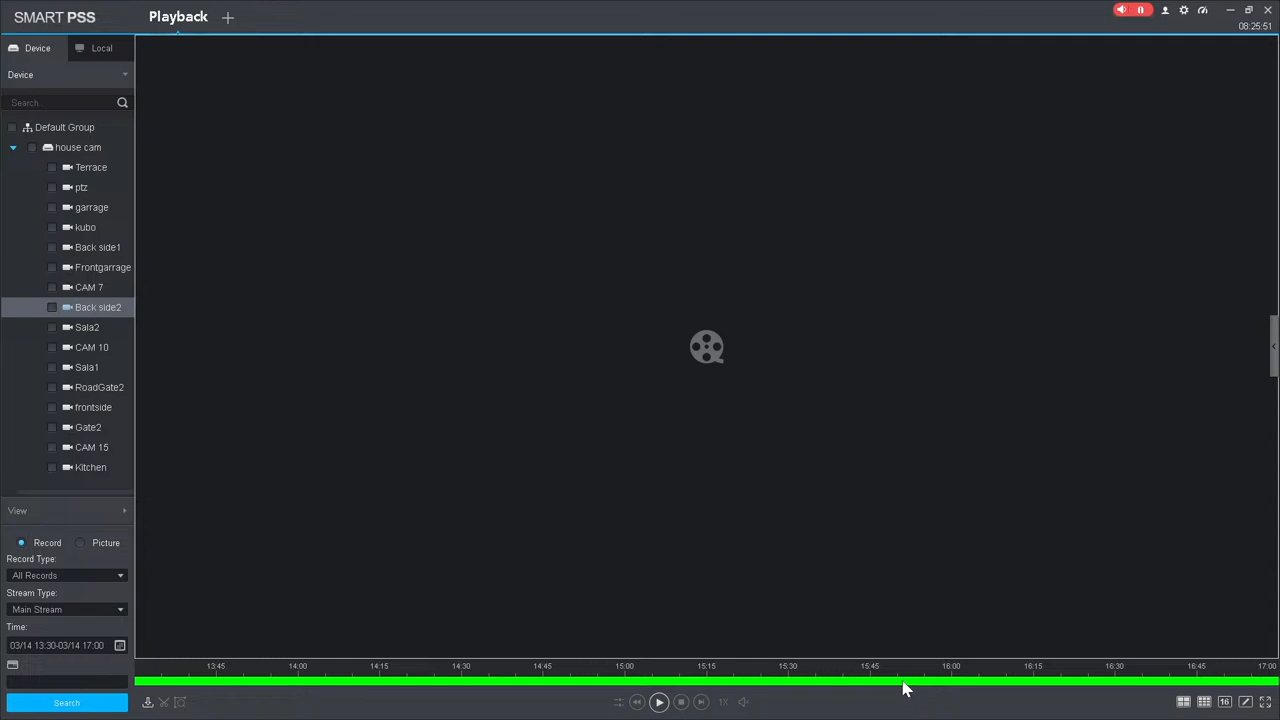 SMART PSS
Playback
08:25:51
Device
Local
Device
Search..
Default Group
house cam
Terrace
ptz
garrage
kubo
Back side1
Frontgarrage
CAM 7
Back side2
Sala2
CAM 10
Sala1
RoadGate2
frontside
Gate2
CAM 15
Kitchen
View
Record Picture
Record Type:
All Records
Stream Type:
Main Stream
Time:
03/14 13:30-03/14 17:00
Search
13:45 14:00 14:15 14:30 14:45 15:00 15:15 15:30 15:45 16:00 16:15 16:30 16:45 17:00
1X
16